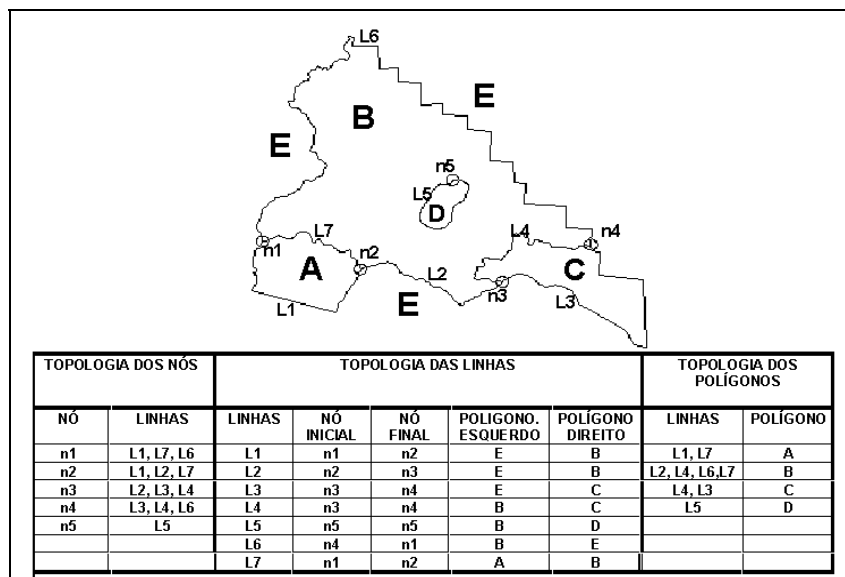 L6
B
E
E
n5
L5
D
L7
L4
n4
n1
n2
A
L2
C
E
n3
L3
L1
TOPOLOGIA DOS NÓS TOPOLOGIA DAS LINHAS TOPOLOGIA DOS
POLÍGONOS
NÓ LINHAS LINHAS NÓ INICIAL NÓ FINAL POLIGONO. ESQUERDO POLÍGONO DIREITO LINHAS POLÍGONO
n1 L1, L7, L6 L1 n1 n2 E B L1, L7 A
n2 L1, L2, L7 L2 n2 n3 E B L2, L4, L6,L7 B
n3 L2, L3, L4 L3 n3 n4 E C L4, L3 C
n4 L3, L4, L6 L4 n3 n4 B C L5 D
n5 L5 L5 n5 n5 B D
L6 n4 n1 B E
L7 n1 n2 A B